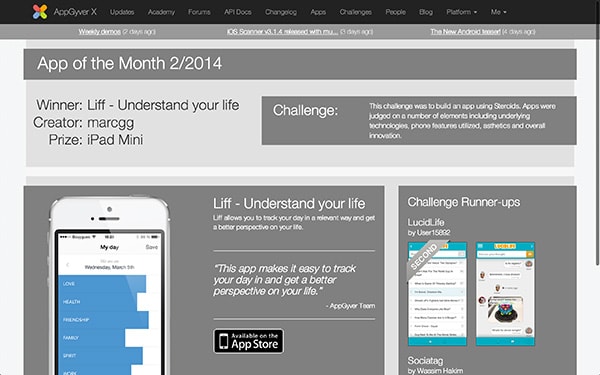 AppGyver X Updates Academy Forums API Docs Changelog Apps Challenges People Blog Platform Me
Weekly demos (2 days ago) iOS Scanner v3.1.4 released with mu... (3 days ago) The New Android teaser! (4 days ago)
App of the Month 2/2014
Winner: Liff - Understand your life
Creator: marcgg
Prize: iPad Mini
Challenge:
This challenge was to build an app using Steroids. Apps were
judged on a number of elements including underlying
technologies, phone features utilized, asthetics and overall
innovation.
My day
Save
Wednesday, March 5th
LOVE
HEALTH
FRIENDSHIP
FAMILY
SPIRIT
WORK
Liff - Understand your life
Liff allows you to track your day in a relevant way and get
a better perspective on your life.
"This app makes it easy to track
your day in and get a better
perspective on your life."
- AppGyver Team
Available on the
App Store
Challenge Runner-ups
LucidLife
by User15892
SECOND
LUCIDLIFE
Sociatag
by Wassim Hakim